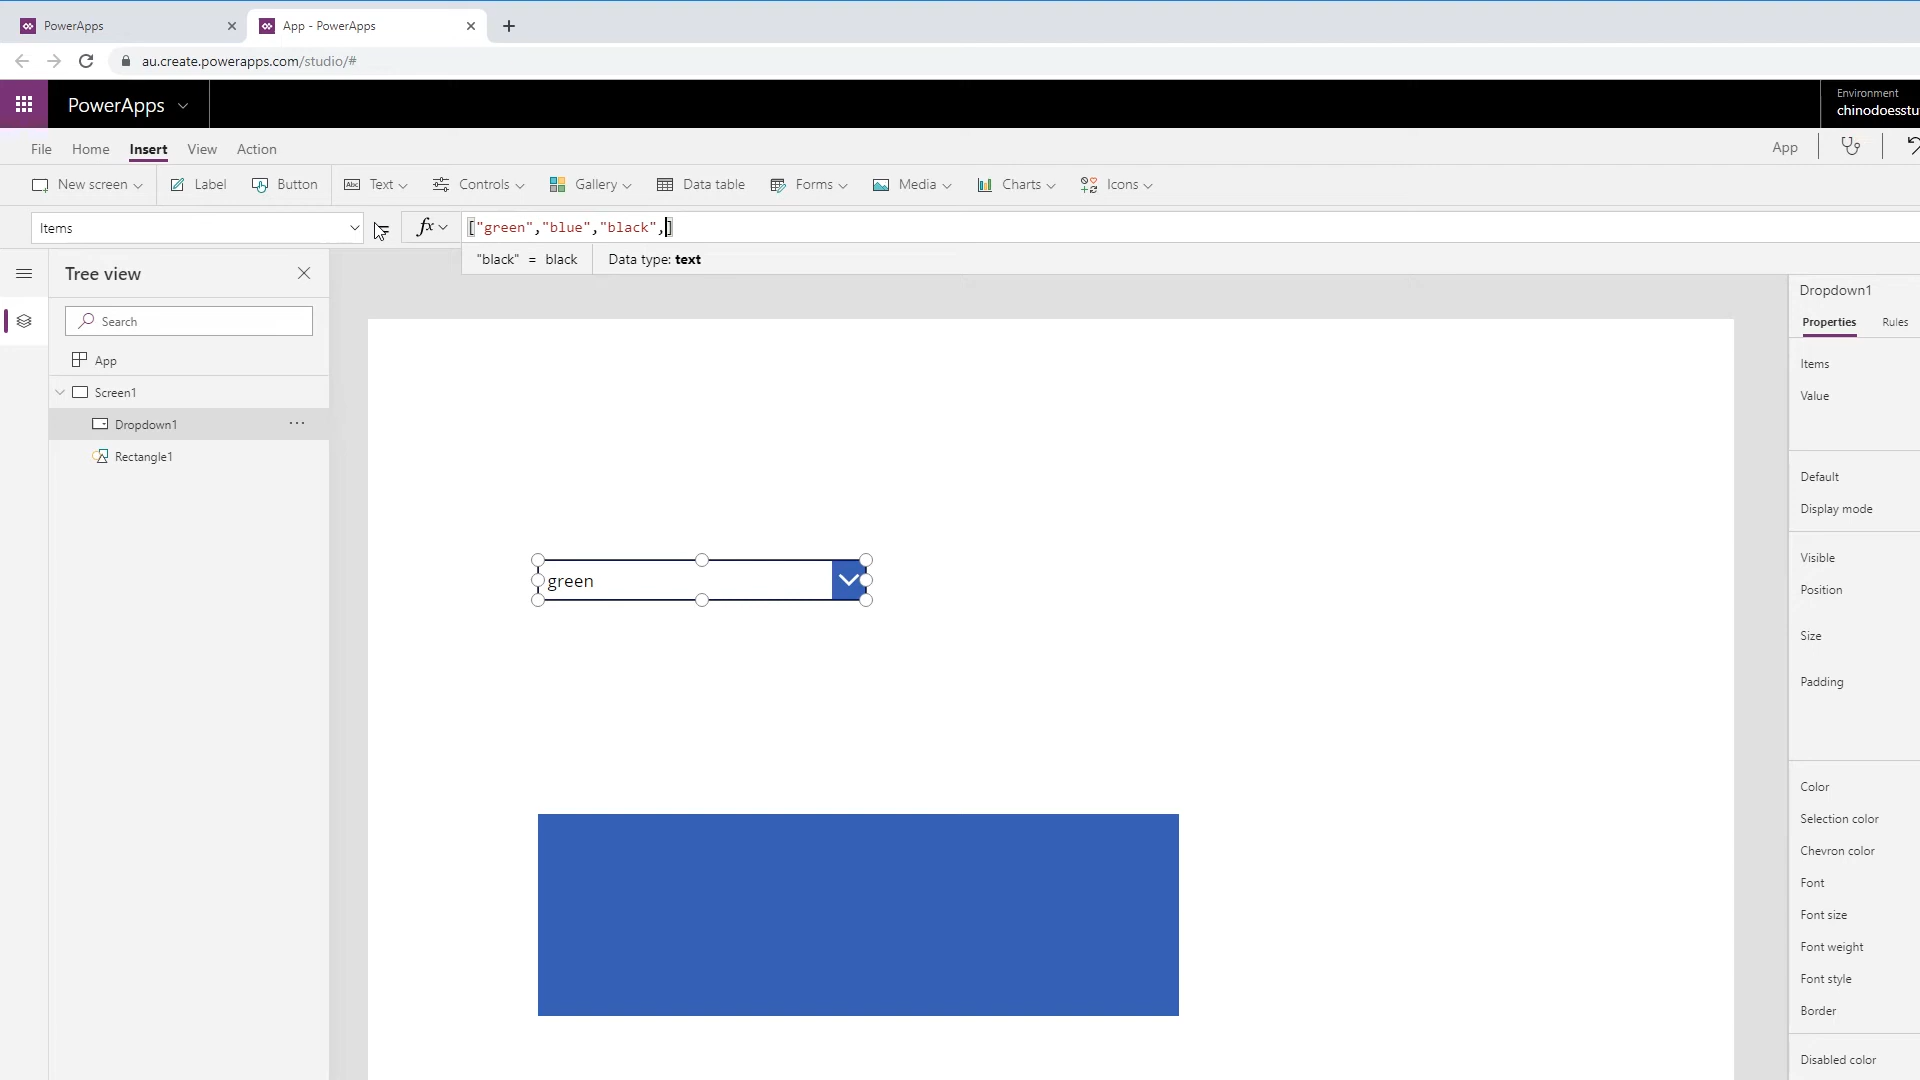 PowerApps
App - PowerApps
au.create.powerapps.com/studio/#
PowerApps
Environment
chinodoesstu
File Home Insert View Action
App
New screen Label Button Abc Text Controls Gallery Data table Forms Media Charts Icons
Items
=
fx
["green","blue","black",]
"black" = black Data type: text
Tree view
Search
App
Screen1
Dropdown1 ...
Rectangle1
green
Dropdown1
Properties Rules
Items
Value
Default
Display mode
Visible
Position
Size
Padding
Color
Selection color
Chevron color
Font
Font size
Font weight
Font style
Border
Disabled color